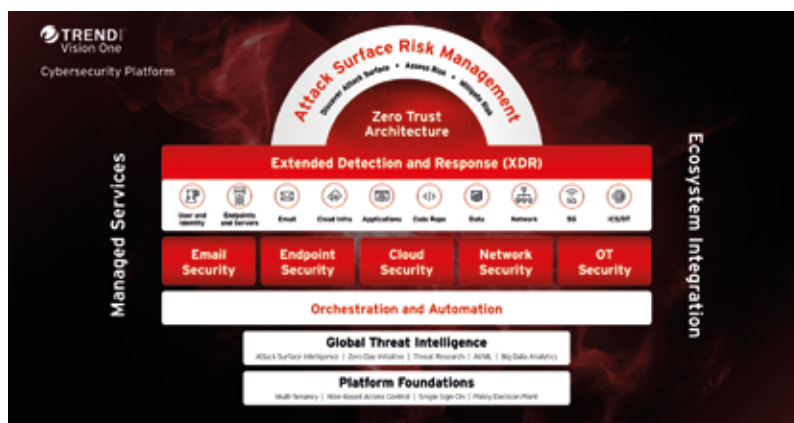 TREND
Vision One
Cybersecurity Platform
Attack Surface Risk Management
Discover Attack Surface • Assess Risk • Mitigate Risk
Zero Trust
Architecture
Managed Services
Ecosystem Integration
Extended Detection and Response (XDR)
User and Identity
Endpoints and Servers
Email
Cloud Infra
Applications
Code Repo
Data
Network
5G
ICS/OT
Email Security
Endpoint Security
Cloud Security
Network Security
OT Security
Orchestration and Automation
Global Threat Intelligence
Attack Surface Intelligence | Zero Day Initiative | Threat Research | AI/ML | Big Data Analytics
Platform Foundations
Multi-Tenancy | Role-Based Access Control | Single Sign On | Policy Decision Point